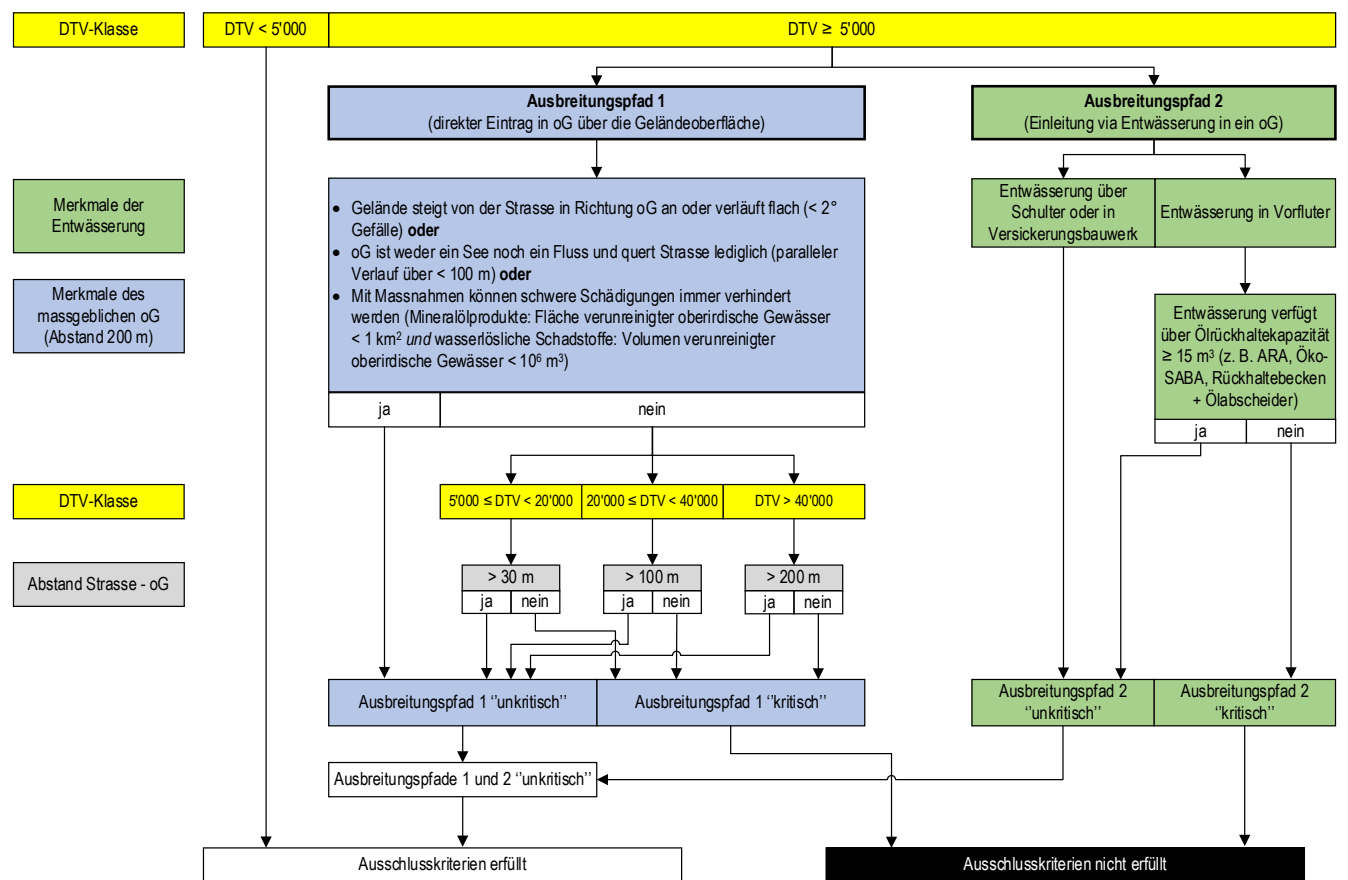 DTV-Klasse
DTV < 5'000
DTV ≥ 5'000
Ausbreitungspfad 1
(direkter Eintrag in oG über die Geländeoberfläche)
Ausbreitungspfad 2
(Einleitung via Entwässerung in ein oG)
Merkmale der
Entwässerung
Merkmale des
massgeblichen oG
(Abstand 200 m)
• Gelände steigt von der Strasse in Richtung oG an oder verläuft flach (< 2°
Gefälle) oder
• oG ist weder ein See noch ein Fluss und quert Strasse lediglich (paralleler
Verlauf über < 100 m) oder
• Mit Massnahmen können schwere Schädigungen immer verhindert
werden (Mineralölprodukte: Fläche verunreinigter oberirdische Gewässer
< 1 km² und wasserlösliche Schadstoffe: Volumen verunreinigter
oberirdische Gewässer < 10⁶ m³)
ja
nein
Entwässerung über
Schulter oder in
Versickerungsbauwerk
Entwässerung in Vorfluter
Entwässerung verfügt
über Ölrückhaltekapazität
≥ 15 m³ (z. B. ARA, Öko-
SABA, Rückhaltebecken
+ Ölabscheider)
ja
nein
DTV-Klasse
5'000 ≤ DTV < 20'000
20'000 ≤ DTV < 40'000
DTV > 40'000
Abstand Strasse - oG
> 30 m
ja
nein
> 100 m
ja
nein
> 200 m
ja
nein
Ausbreitungspfad 1 ‘’unkritisch’’
Ausbreitungspfad 1 ‘’kritisch’’
Ausbreitungspfad 2
‘’unkritisch’’
Ausbreitungspfad 2
‘’kritisch’’
Ausbreitungspfade 1 und 2 ‘’unkritisch’’
Ausschlusskriterien erfüllt
Ausschlusskriterien nicht erfüllt